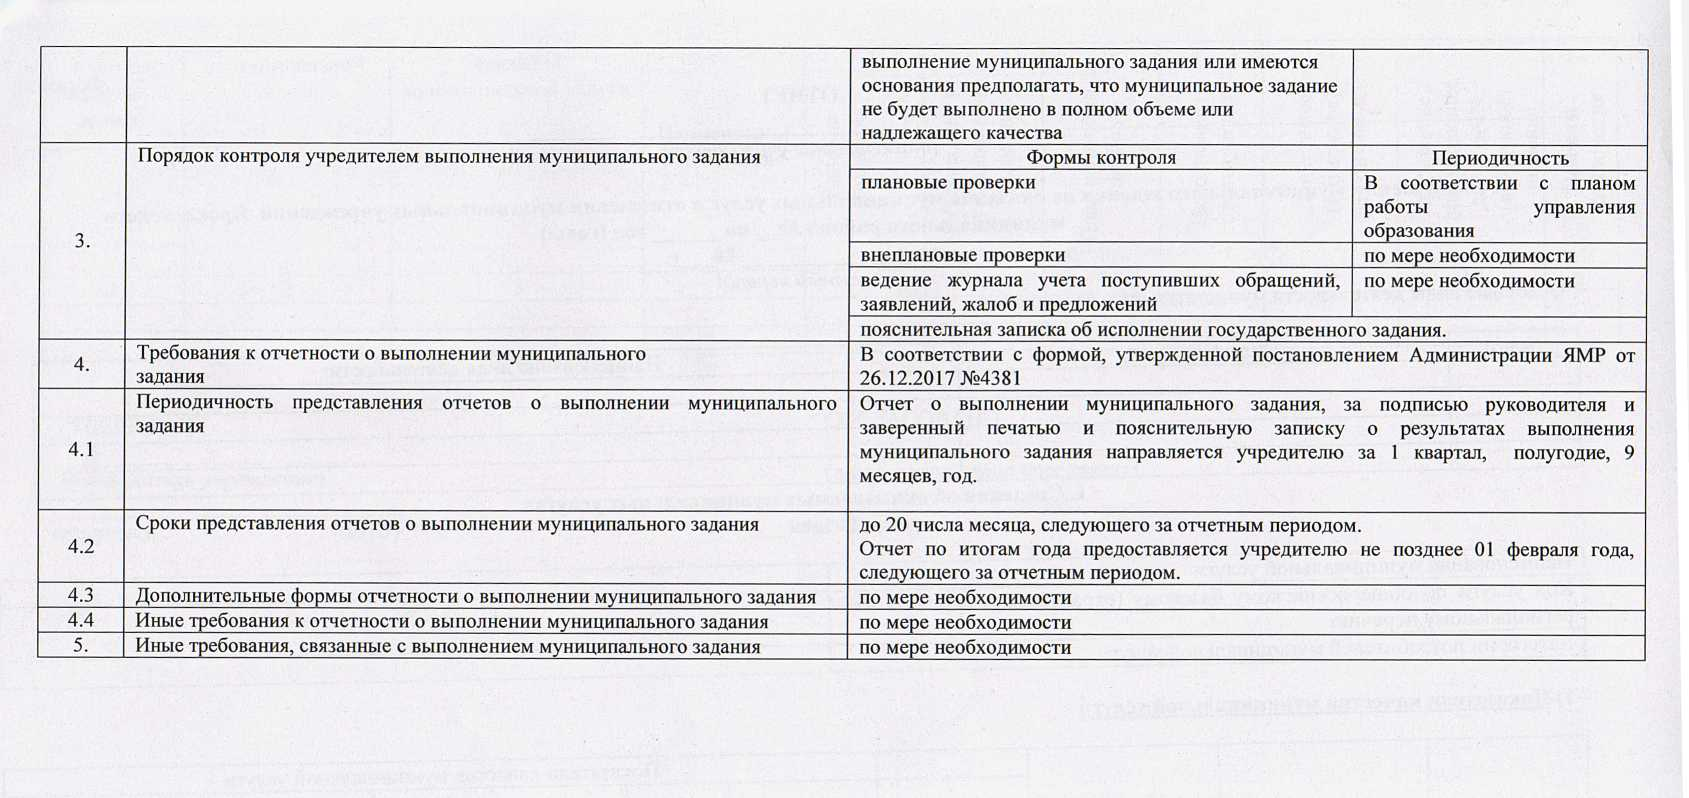 выполнение муниципального задания или имеются
основания предполагать, что муниципальное задание
не будет выполнено в полном объеме или
надлежащего качества
3.
Порядок контроля учредителем выполнения муниципального задания
Формы контроля
Периодичность
плановые проверки
В соответствии с планом
работы управления
образования
внеплановые проверки
по мере необходимости
ведение журнала учета поступивших обращений,
заявлений, жалоб и предложений
по мере необходимости
пояснительная записка об исполнении государственного задания.
4.
Требования к отчетности о выполнении муниципального
задания
В соответствии с формой, утвержденной постановлением Администрации ЯМР от
26.12.2017 №4381
4.1
Периодичность представления отчетов о выполнении муниципального
задания
Отчет о выполнении муниципального задания, за подписью руководителя и
заверенный печатью и пояснительную записку о результатах выполнения
муниципального задания направляется учредителю за 1 квартал, полугодие, 9
месяцев, год.
4.2
Сроки представления отчетов о выполнении муниципального задания
до 20 числа месяца, следующего за отчетным периодом.
Отчет по итогам года предоставляется учредителю не позднее 01 февраля года,
следующего за отчетным периодом.
4.3
Дополнительные формы отчетности о выполнении муниципального задания
по мере необходимости
4.4
Иные требования к отчетности о выполнении муниципального задания
по мере необходимости
5.
Иные требования, связанные с выполнением муниципального задания
по мере необходимости